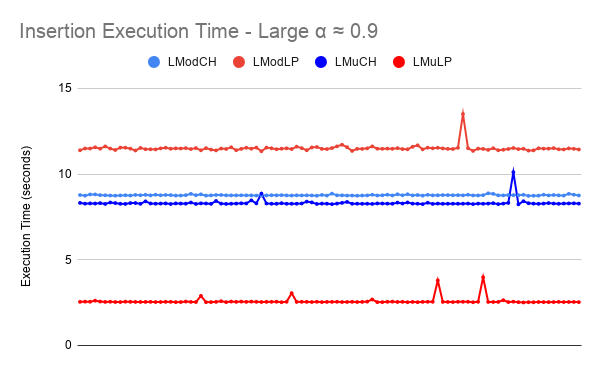 Insertion Execution Time - Large α ≈ 0.9
LModCH LModLP LMuCH LMuLP
15
10
5
0
Execution Time (seconds)